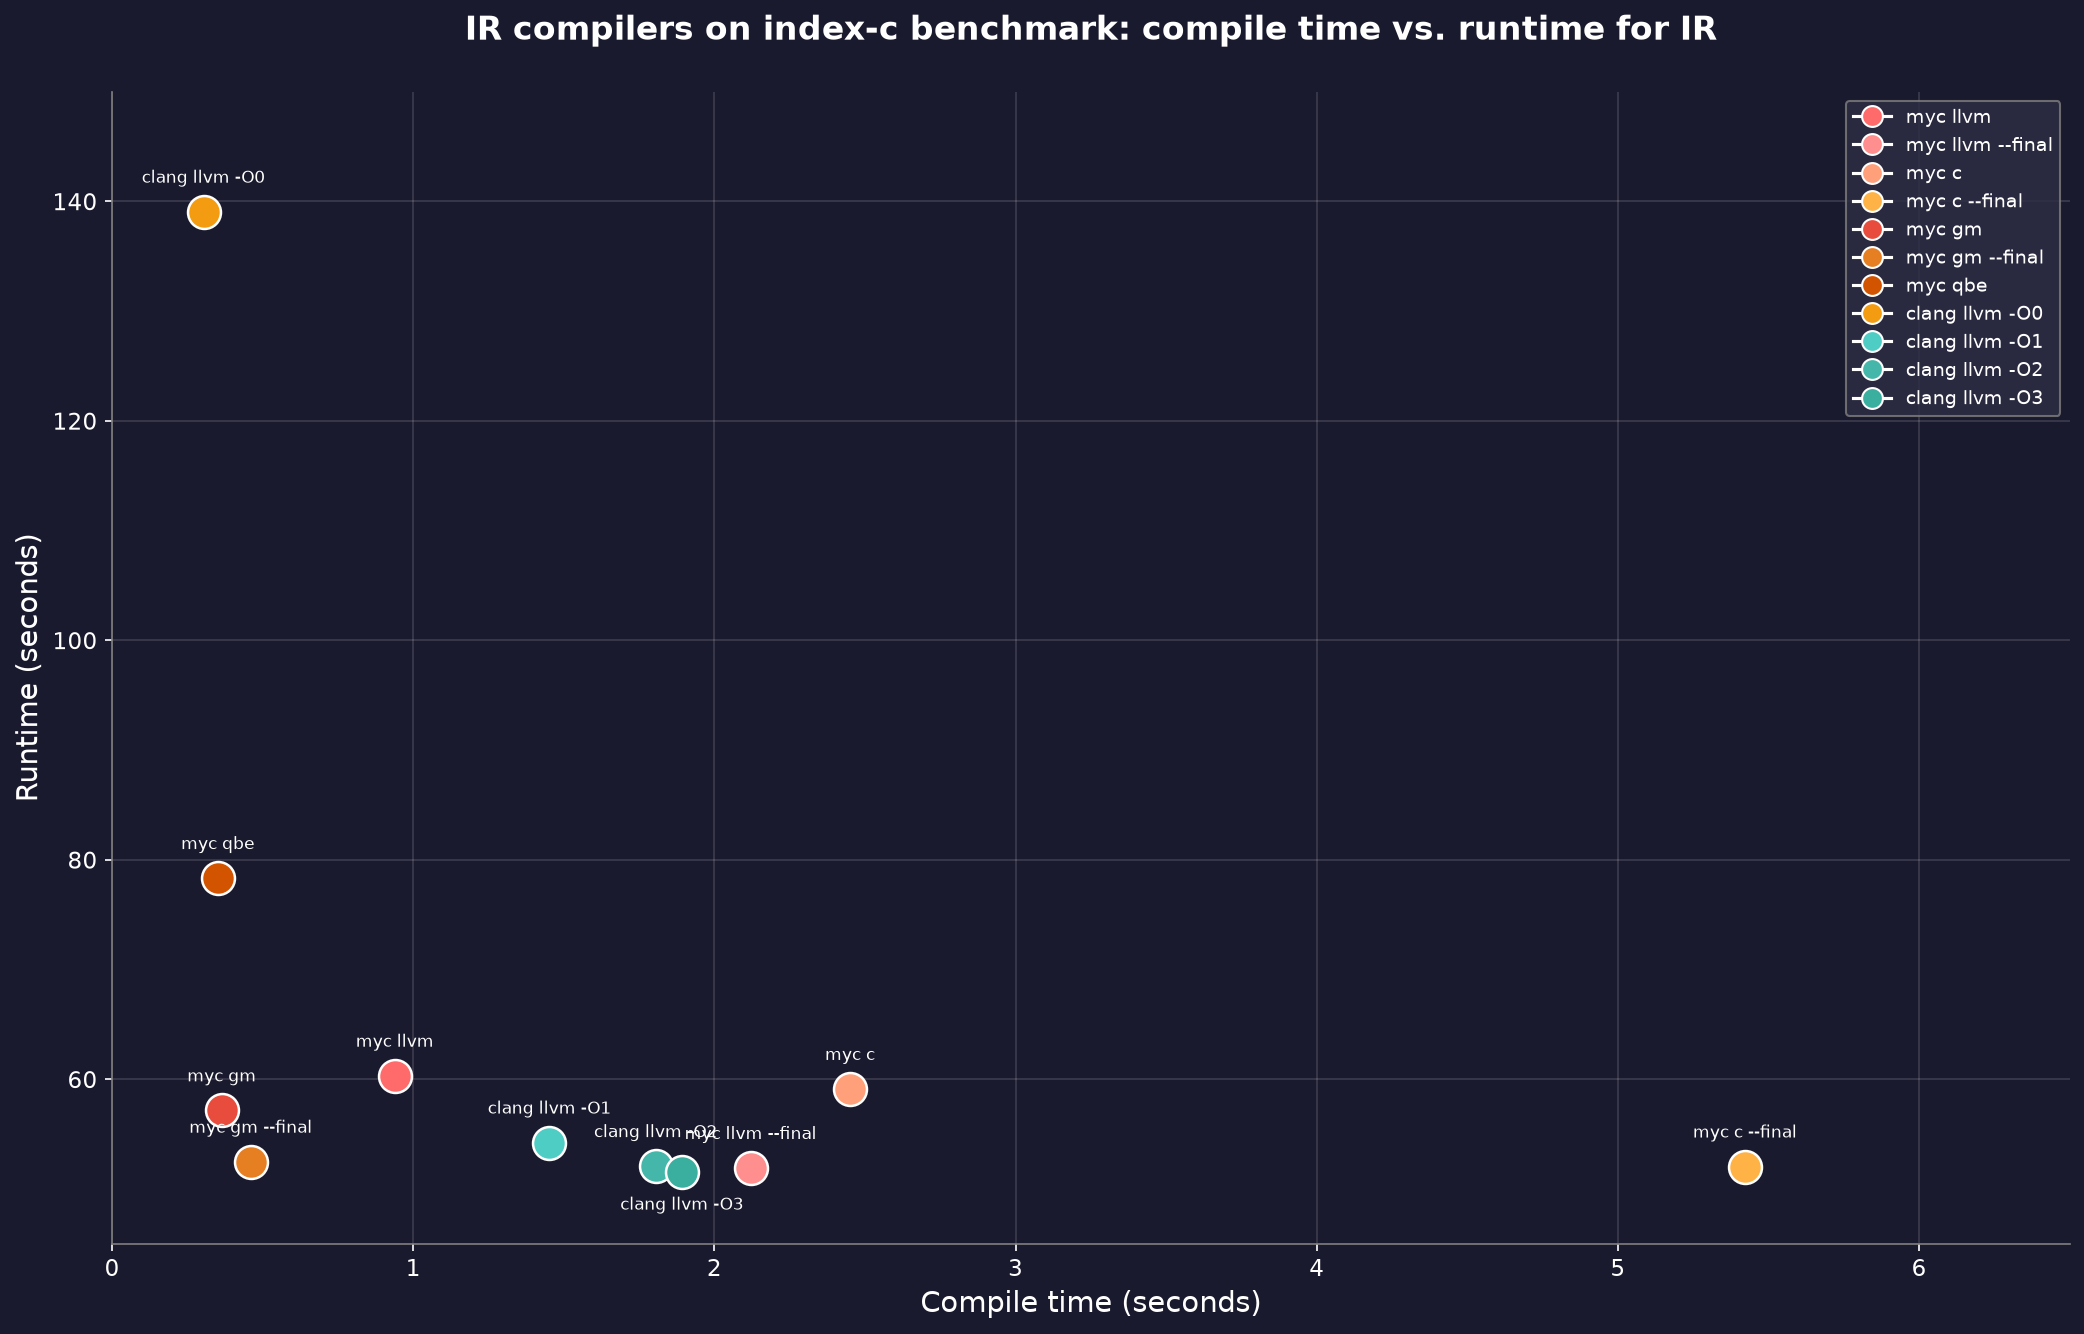 IR compilers on index-c benchmark: compile time vs. runtime for IR
myc llvm
myc llvm --final
myc c
myc c --final
myc gm
myc gm --final
myc qbe
clang llvm -O0
clang llvm -O1
clang llvm -O2
clang llvm -O3
Runtime (seconds)
140
120
100
80
60
clang llvm -O0
myc qbe
myc llvm
myc c
myc gm
clang llvm -O1
myc gm --final
clang llvm -O2
myc llvm --final
myc c --final
clang llvm -O3
0 1 2 3 4 5 6
Compile time (seconds)